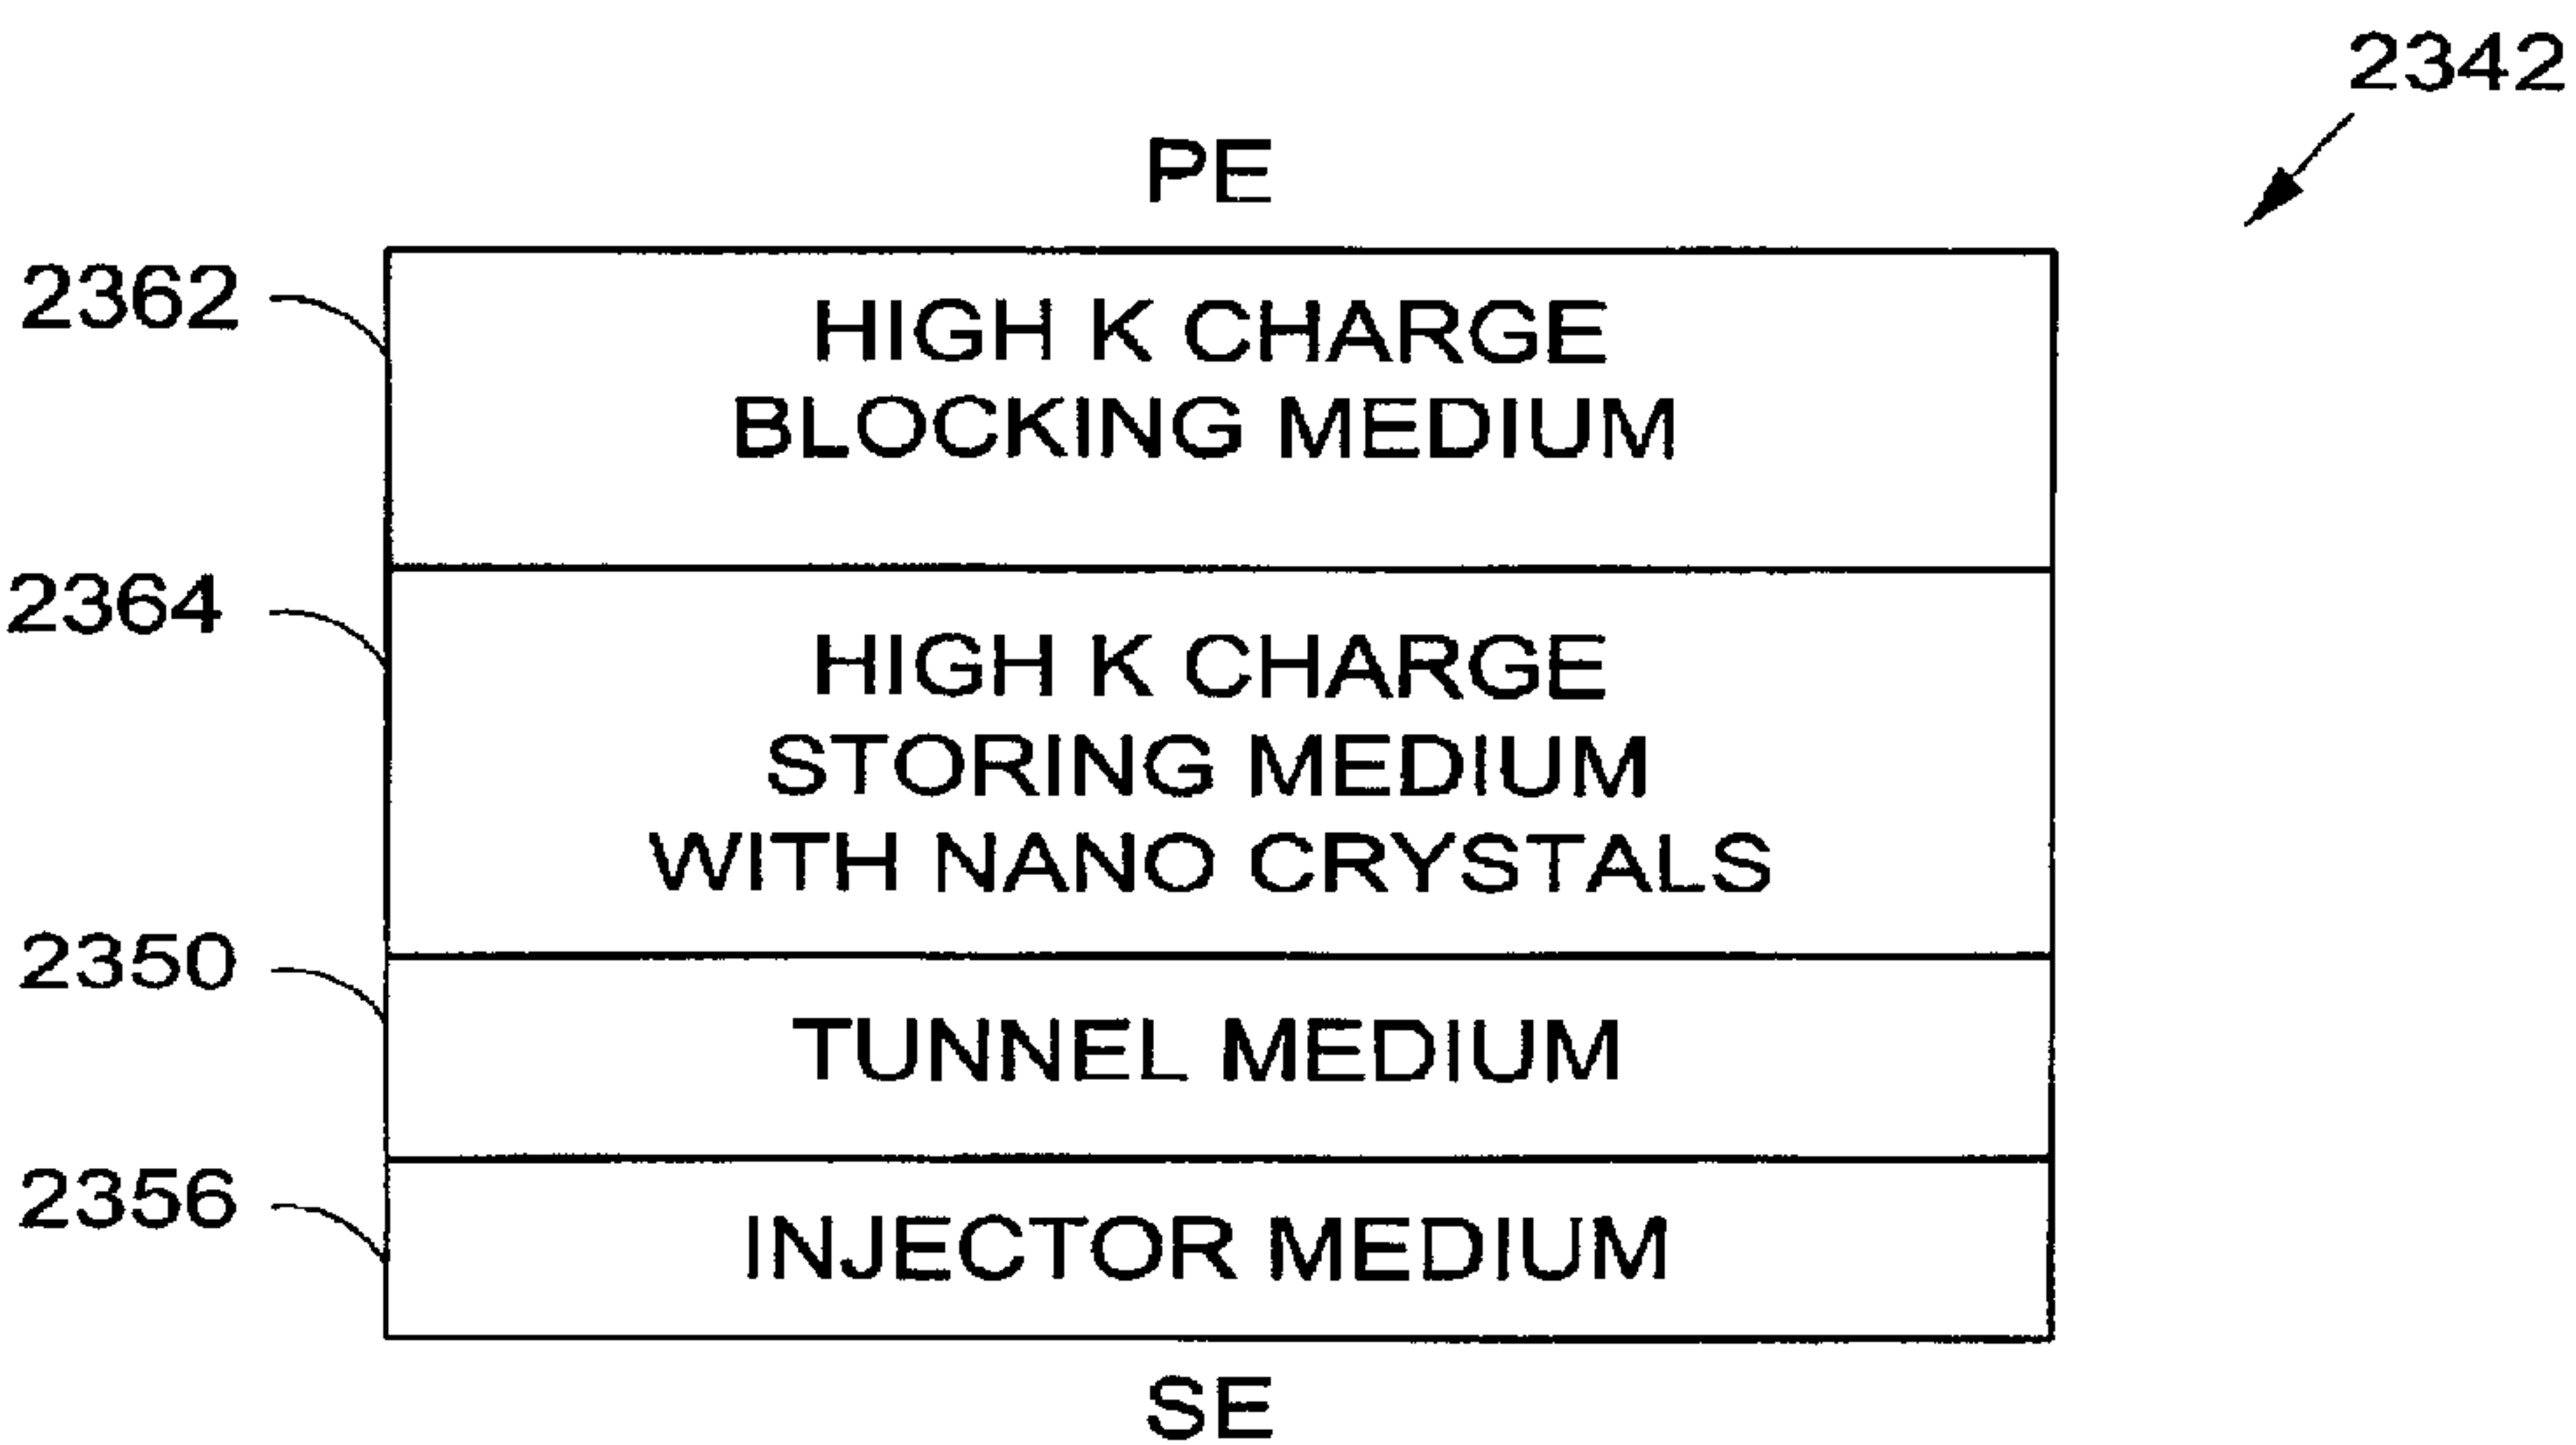 2342
PE
2362
HIGH K CHARGE
BLOCKING MEDIUM
2364
HIGH K CHARGE
STORING MEDIUM
WITH NANO CRYSTALS
2350
TUNNEL MEDIUM
2356
INJECTOR MEDIUM
SE